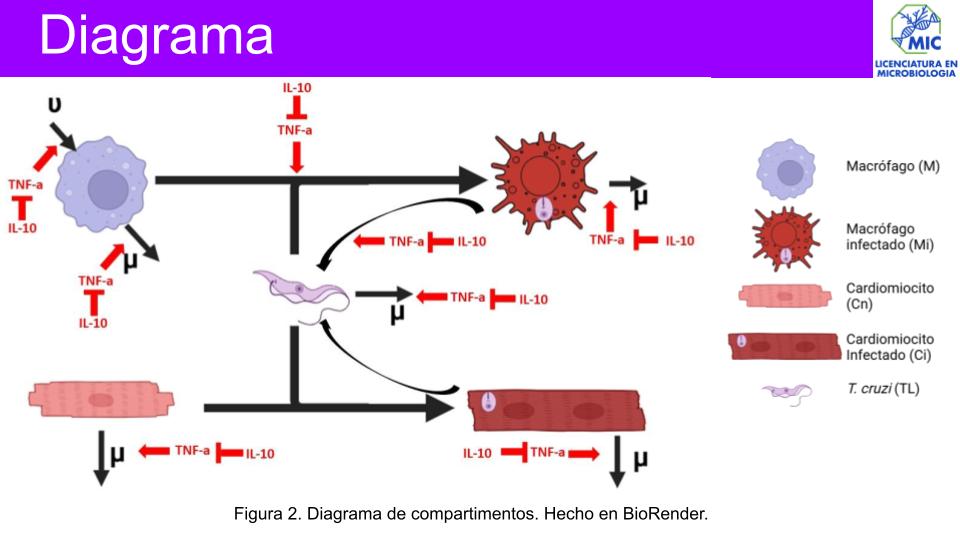 Diagrama
MIC
LICENCIATURA EN
MICROBIOLOGIA
IL-10
TNF-a
υ
TNF-a
IL-10
μ
TNF-a
IL-10
μ
TNF-a
IL-10
TNF-a
IL-10
TNF-a
IL-10
μ
μ
TNF-a
IL-10
IL-10
TNF-a
μ
Macrófago (M)
Macrófago
infectado (Mi)
Cardiomiocito
(Cn)
Cardiomiocito
Infectado (Ci)
T. cruzi (TL)
Figura 2. Diagrama de compartimentos. Hecho en BioRender.